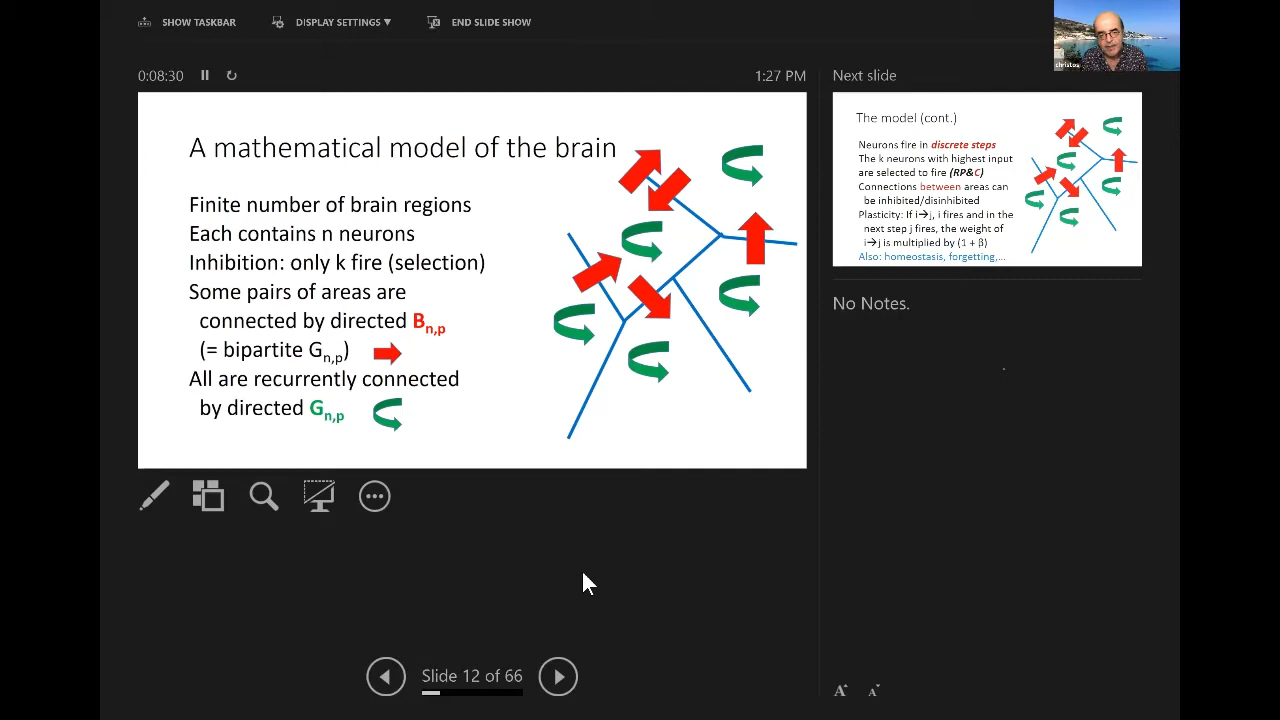 SHOW TASKBAR
DISPLAY SETTINGS ▼
END SLIDE SHOW
christos
0:08:30
1:27 PM
A mathematical model of the brain
Finite number of brain regions
Each contains n neurons
Inhibition: only k fire (selection)
Some pairs of areas are
connected by directed Bn,p
(= bipartite Gn,p)
All are recurrently connected
by directed Gn,p
Slide 12 of 66
Next slide
The model (cont.)
Neurons fire in discrete steps
The k neurons with highest input
are selected to fire (RP&C)
Connections between areas can
be inhibited/disinhibited
Plasticity: If i→j, i fires and in the
next step j fires, the weight of
i→j is multiplied by (1 + β)
Also: homeostasis, forgetting,...
No Notes.
A A